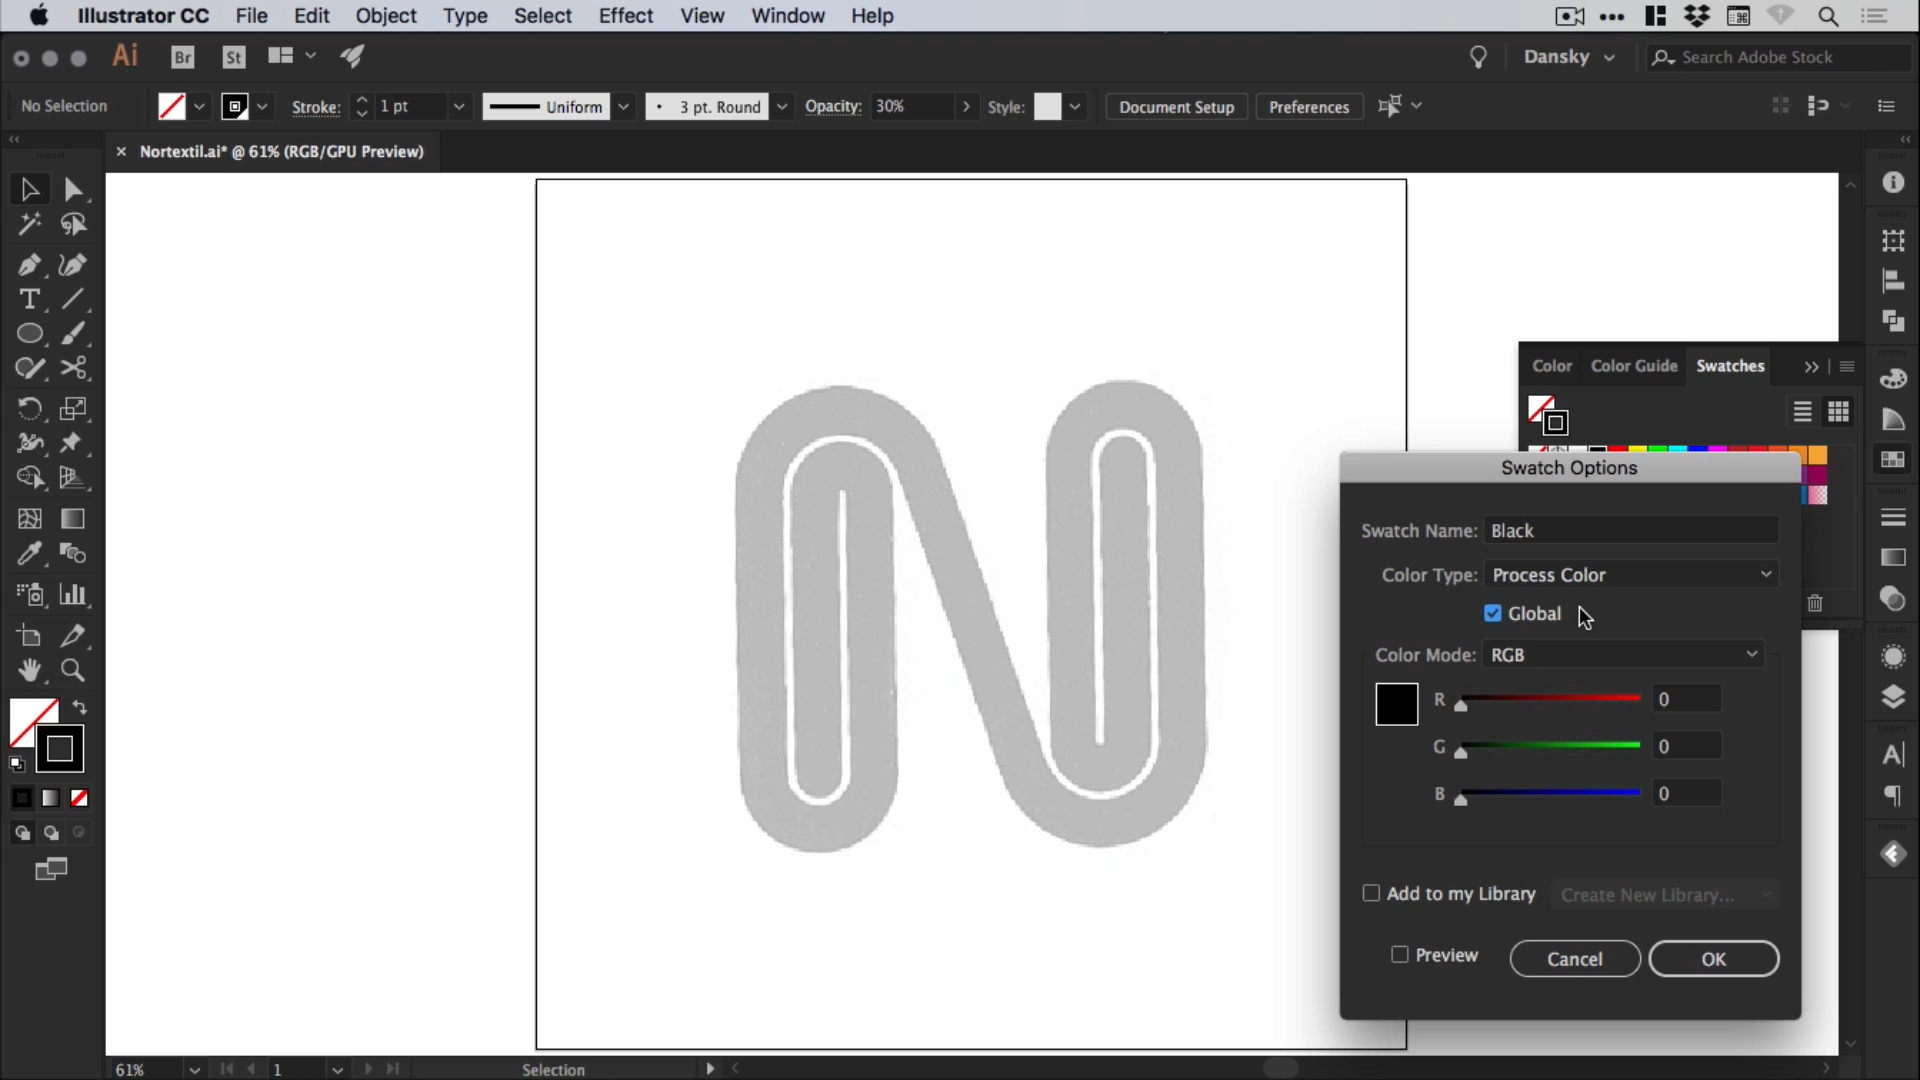 Illustrator CC File Edit Object Type Select Effect View Window Help
Ai Br St Dansky Search Adobe Stock
No Selection Stroke: 1 pt Uniform 3 pt. Round Opacity: 30% Style: Document Setup Preferences
× Nortextil.ai* @ 61% (RGB/GPU Preview)
Color Color Guide Swatches
Swatch Options
Swatch Name: Black
Color Type: Process Color
Global
Color Mode: RGB
R 0
G 0
B 0
Add to my Library Create New Library...
Preview Cancel OK
61% 1 Selection